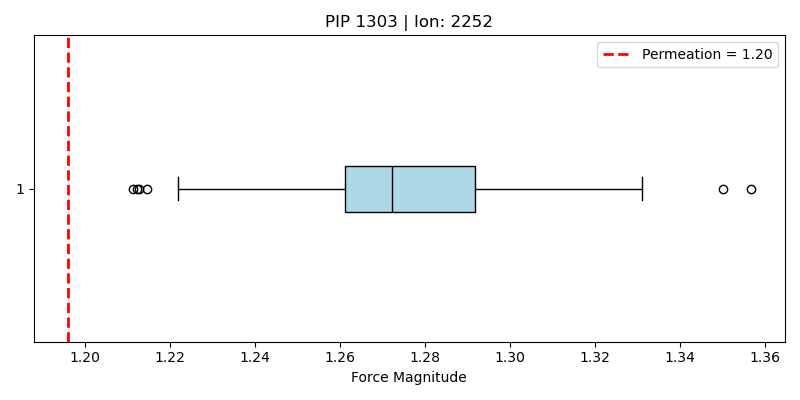 PIP 1303 | Ion: 2252
Permeation = 1.20
1
1.20 1.22 1.24 1.26 1.28 1.30 1.32 1.34 1.36
Force Magnitude